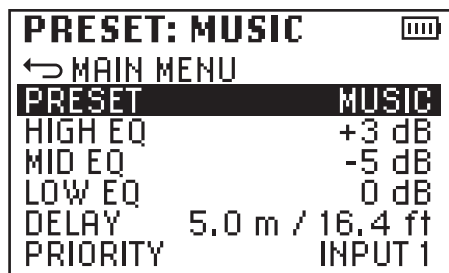 PRESET: MUSIC
MAIN MENU
PRESET MUSIC
HIGH EQ +3 dB
MID EQ -5 dB
LOW EQ 0 dB
DELAY 5.0 m / 16.4 ft
PRIORITY INPUT 1